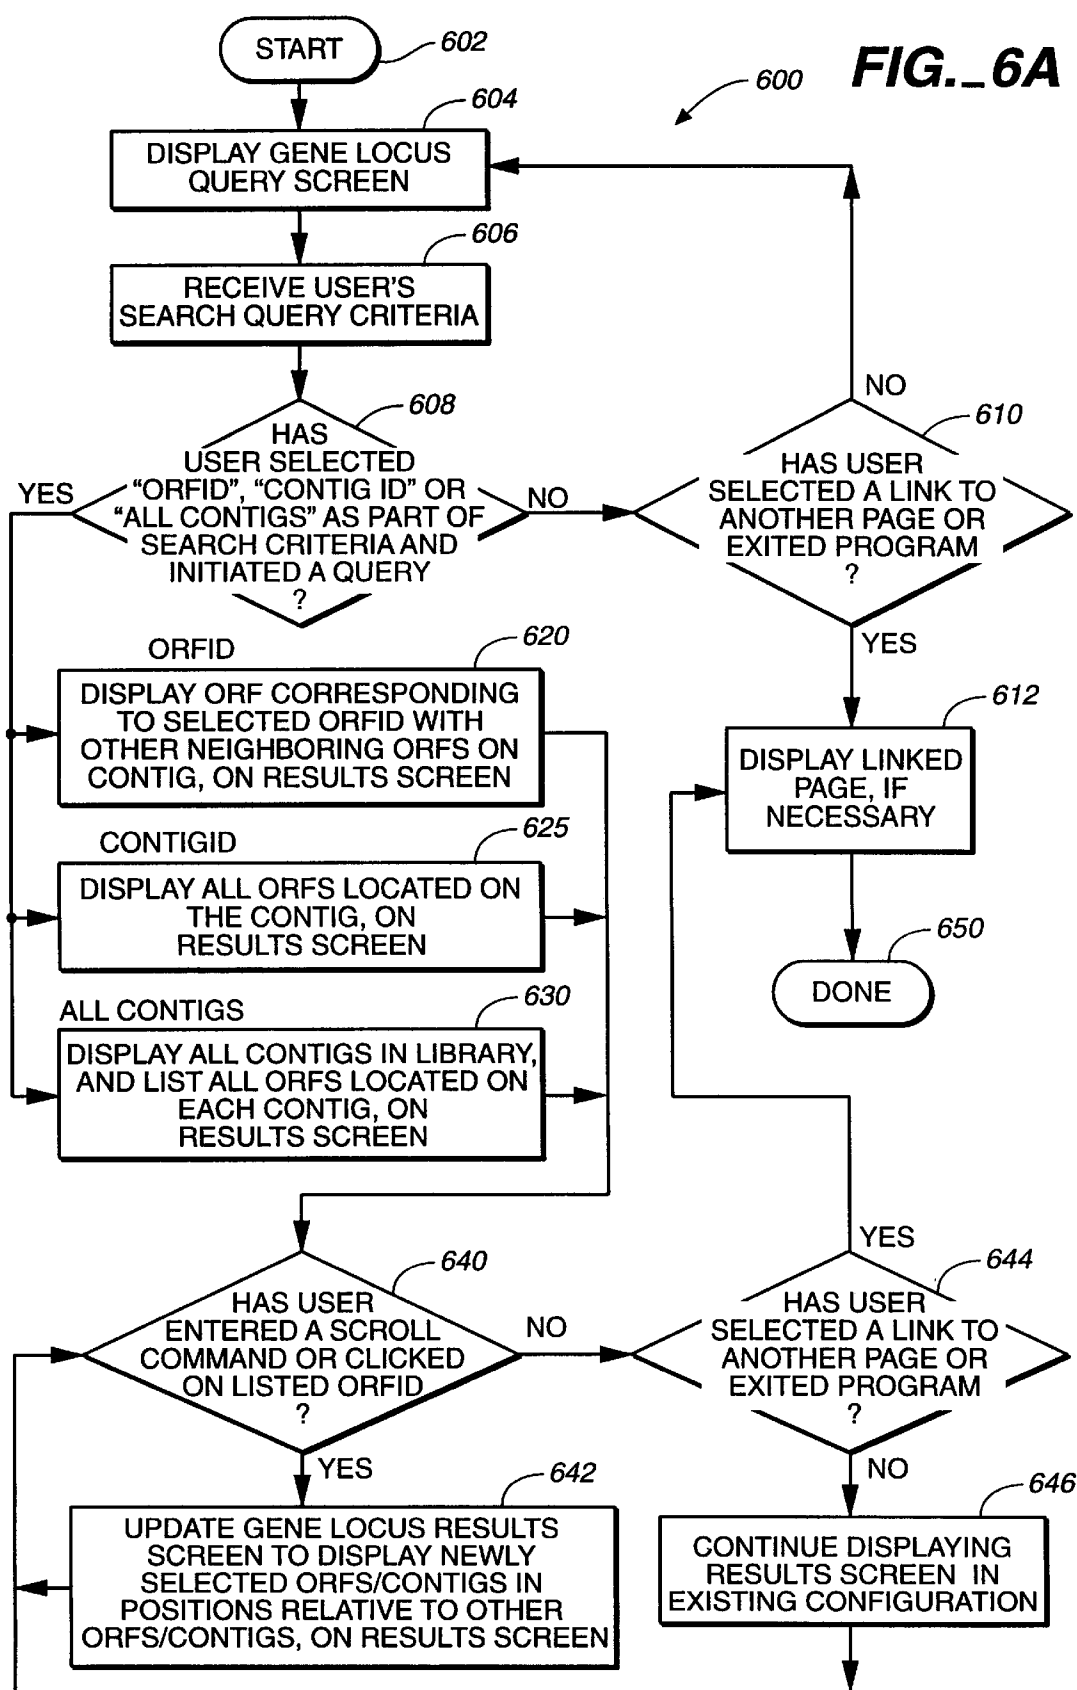 START
602
FIG._6A
600
604
DISPLAY GENE LOCUS
QUERY SCREEN
606
RECEIVE USER'S
SEARCH QUERY CRITERIA
608
HAS
USER SELECTED
“ORFID”, “CONTIG ID” OR
“ALL CONTIGS” AS PART OF
SEARCH CRITERIA AND
INITIATED A QUERY
?
YES
NO
NO
610
HAS USER
SELECTED A LINK TO
ANOTHER PAGE OR
EXITED PROGRAM
?
YES
ORFID
620
DISPLAY ORF CORRESPONDING
TO SELECTED ORFID WITH
OTHER NEIGHBORING ORFS ON
CONTIG, ON RESULTS SCREEN
612
DISPLAY LINKED
PAGE, IF
NECESSARY
CONTIGID
625
DISPLAY ALL ORFS LOCATED ON
THE CONTIG, ON
RESULTS SCREEN
650
DONE
ALL CONTIGS
630
DISPLAY ALL CONTIGS IN LIBRARY,
AND LIST ALL ORFS LOCATED ON
EACH CONTIG, ON
RESULTS SCREEN
640
HAS USER
ENTERED A SCROLL
COMMAND OR CLICKED
ON LISTED ORFID
?
NO
YES
YES
644
HAS USER
SELECTED A LINK TO
ANOTHER PAGE OR
EXITED PROGRAM
?
NO
642
UPDATE GENE LOCUS RESULTS
SCREEN TO DISPLAY NEWLY
SELECTED ORFS/CONTIGS IN
POSITIONS RELATIVE TO OTHER
ORFS/CONTIGS, ON RESULTS SCREEN
646
CONTINUE DISPLAYING
RESULTS SCREEN IN
EXISTING CONFIGURATION